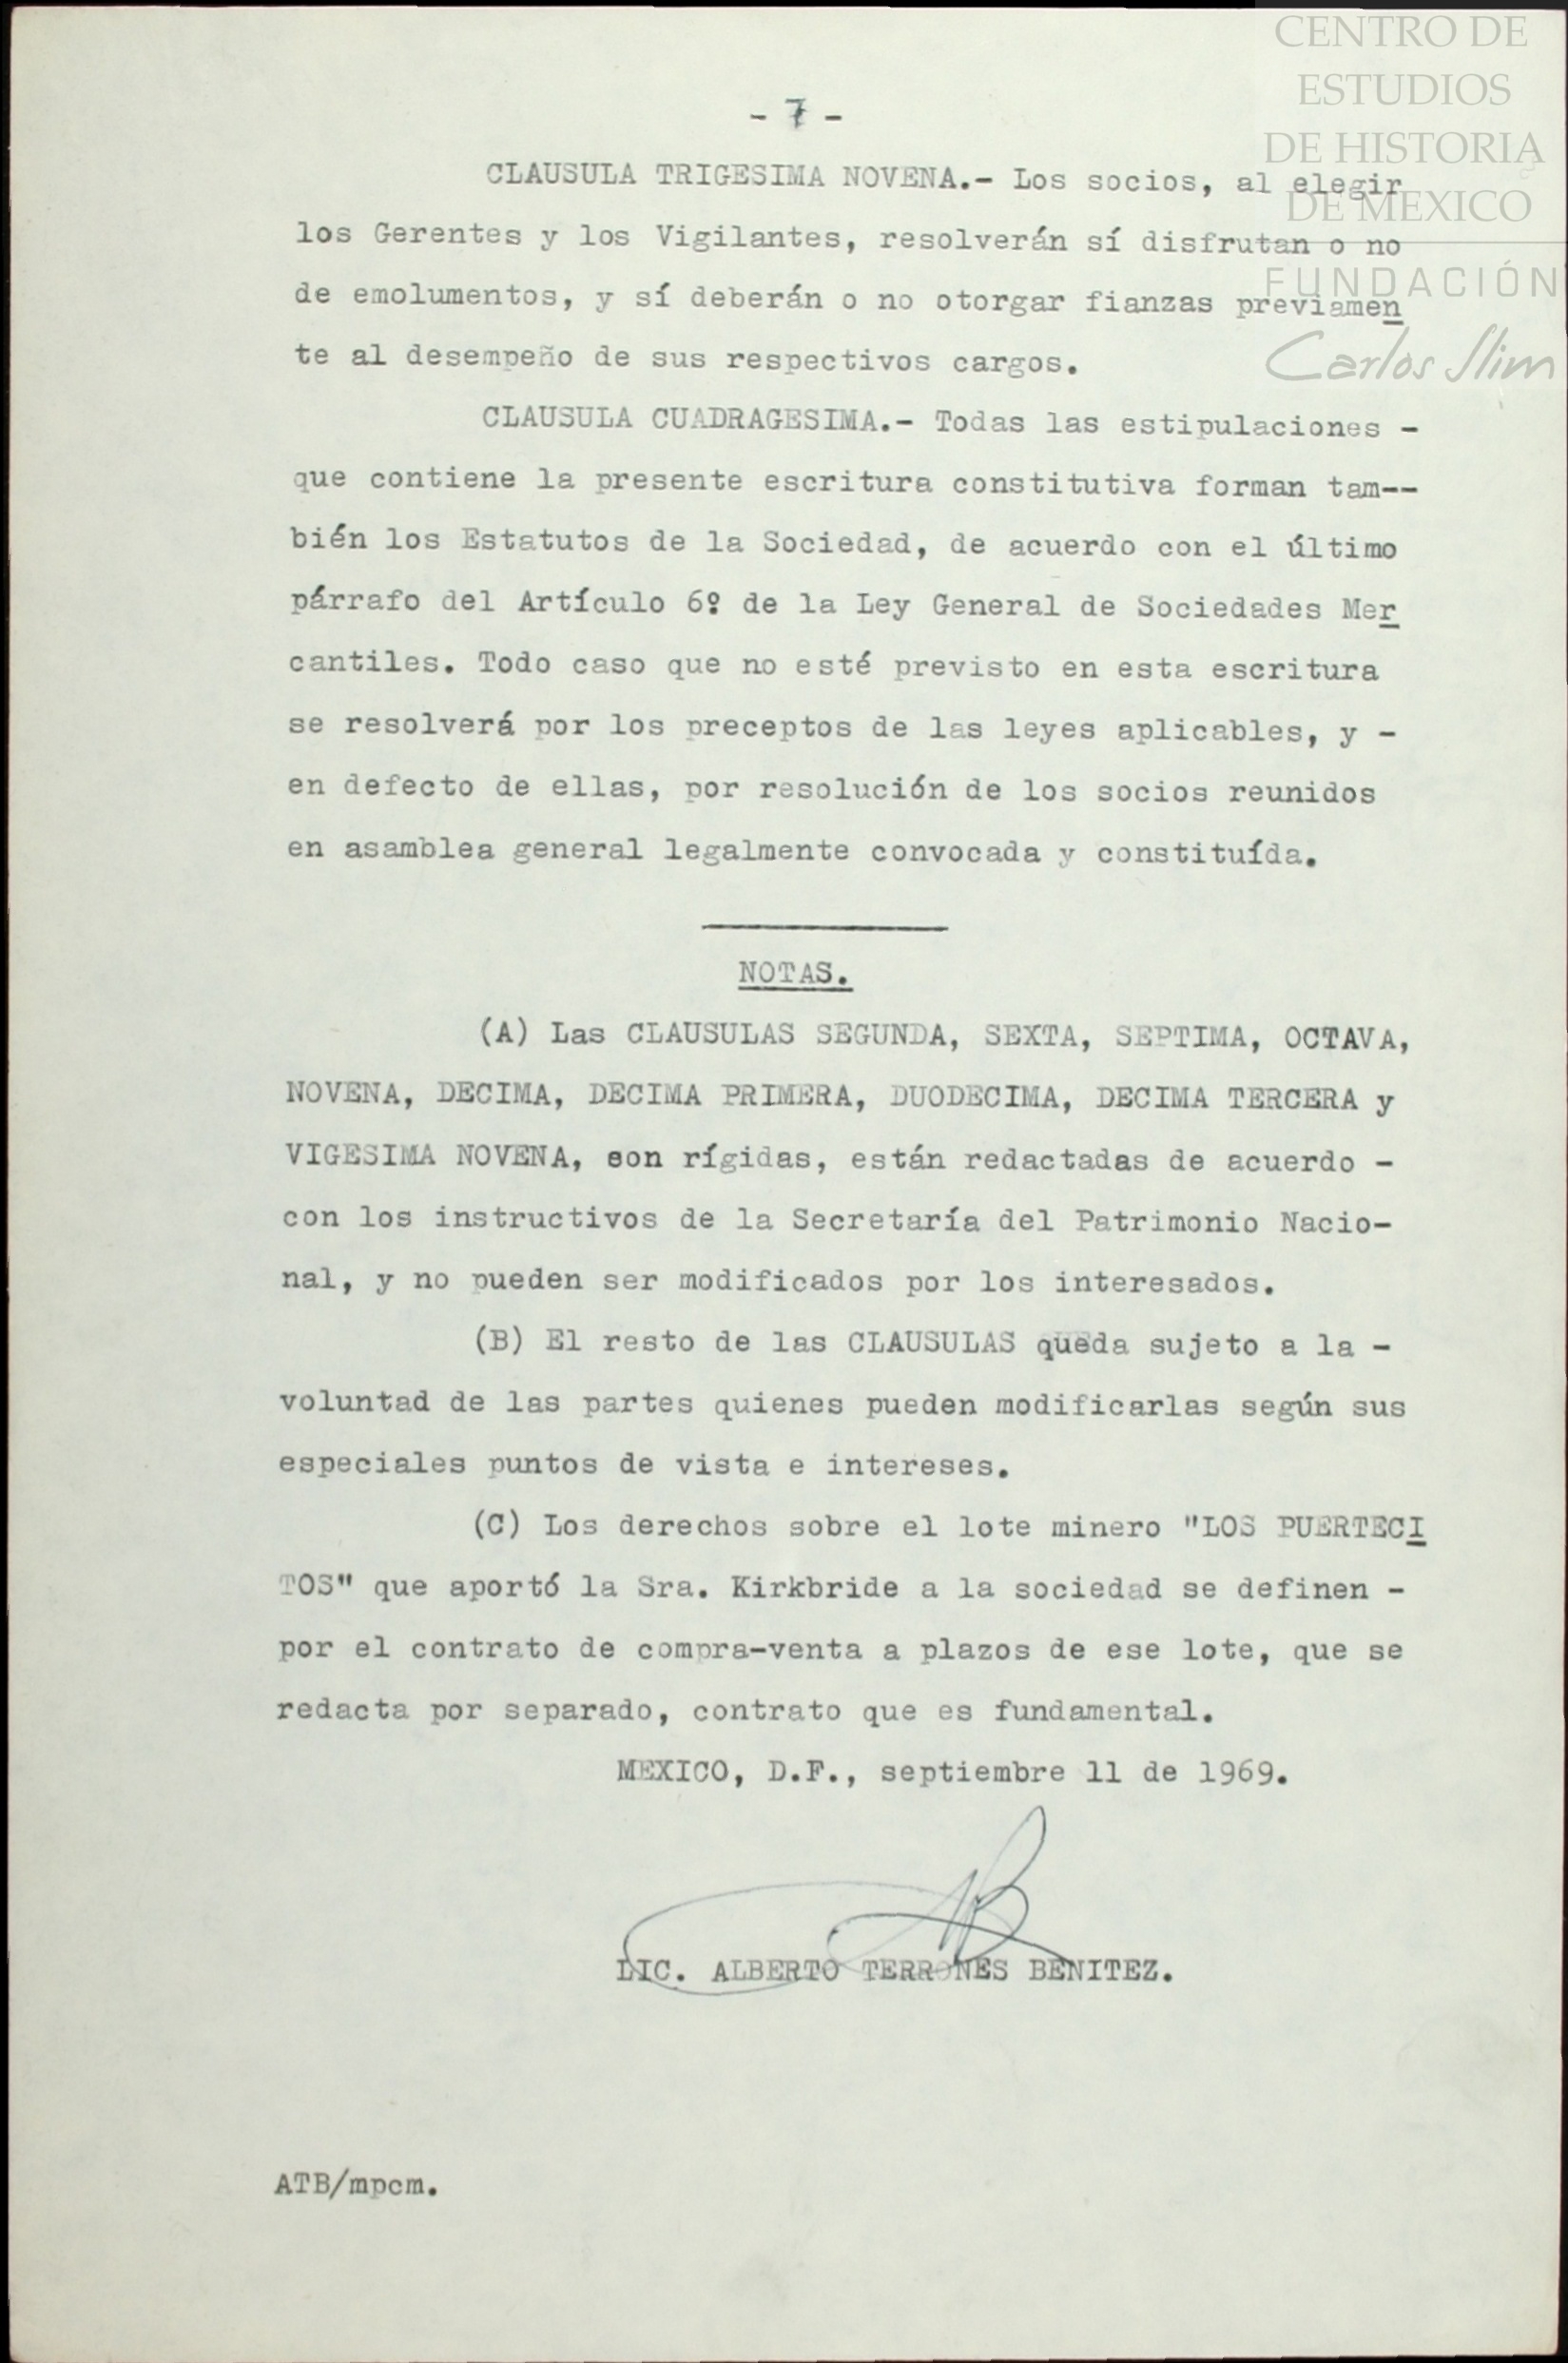 CENTRO DE
ESTUDIOS
DE HISTORIA
DE MEXICO
FUNDACIÓN
Carlos Slim
- 7 -
CLAUSULA TRIGESIMA NOVENA.- Los socios, al elegir
los Gerentes y los Vigilantes, resolverán sí disfrutan o no
de emolumentos, y sí deberán o no otorgar fianzas previamen
te al desempeño de sus respectivos cargos.
CLAUSULA CUADRAGESIMA.- Todas las estipulaciones -
que contiene la presente escritura constitutiva forman tam--
bién los Estatutos de la Sociedad, de acuerdo con el último
párrafo del Artículo 6º de la Ley General de Sociedades Mer
cantiles. Todo caso que no esté previsto en esta escritura
se resolverá por los preceptos de las leyes aplicables, y -
en defecto de ellas, por resolución de los socios reunidos
en asamblea general legalmente convocada y constituída.
NOTAS.
(A) Las CLAUSULAS SEGUNDA, SEXTA, SEPTIMA, OCTAVA,
NOVENA, DECIMA, DECIMA PRIMERA, DUODECIMA, DECIMA TERCERA y
VIGESIMA NOVENA, son rígidas, están redactadas de acuerdo -
con los instructivos de la Secretaría del Patrimonio Nacio-
nal, y no pueden ser modificados por los interesados.
(B) El resto de las CLAUSULAS queda sujeto a la -
voluntad de las partes quienes pueden modificarlas según sus
especiales puntos de vista e intereses.
(C) Los derechos sobre el lote minero "LOS PUERTECI
TOS" que aportó la Sra. Kirkbride a la sociedad se definen -
por el contrato de compra-venta a plazos de ese lote, que se
redacta por separado, contrato que es fundamental.
MEXICO, D.F., septiembre 11 de 1969.
LIC. ALBERTO TERRONES BENITEZ.
ATB/mpcm.